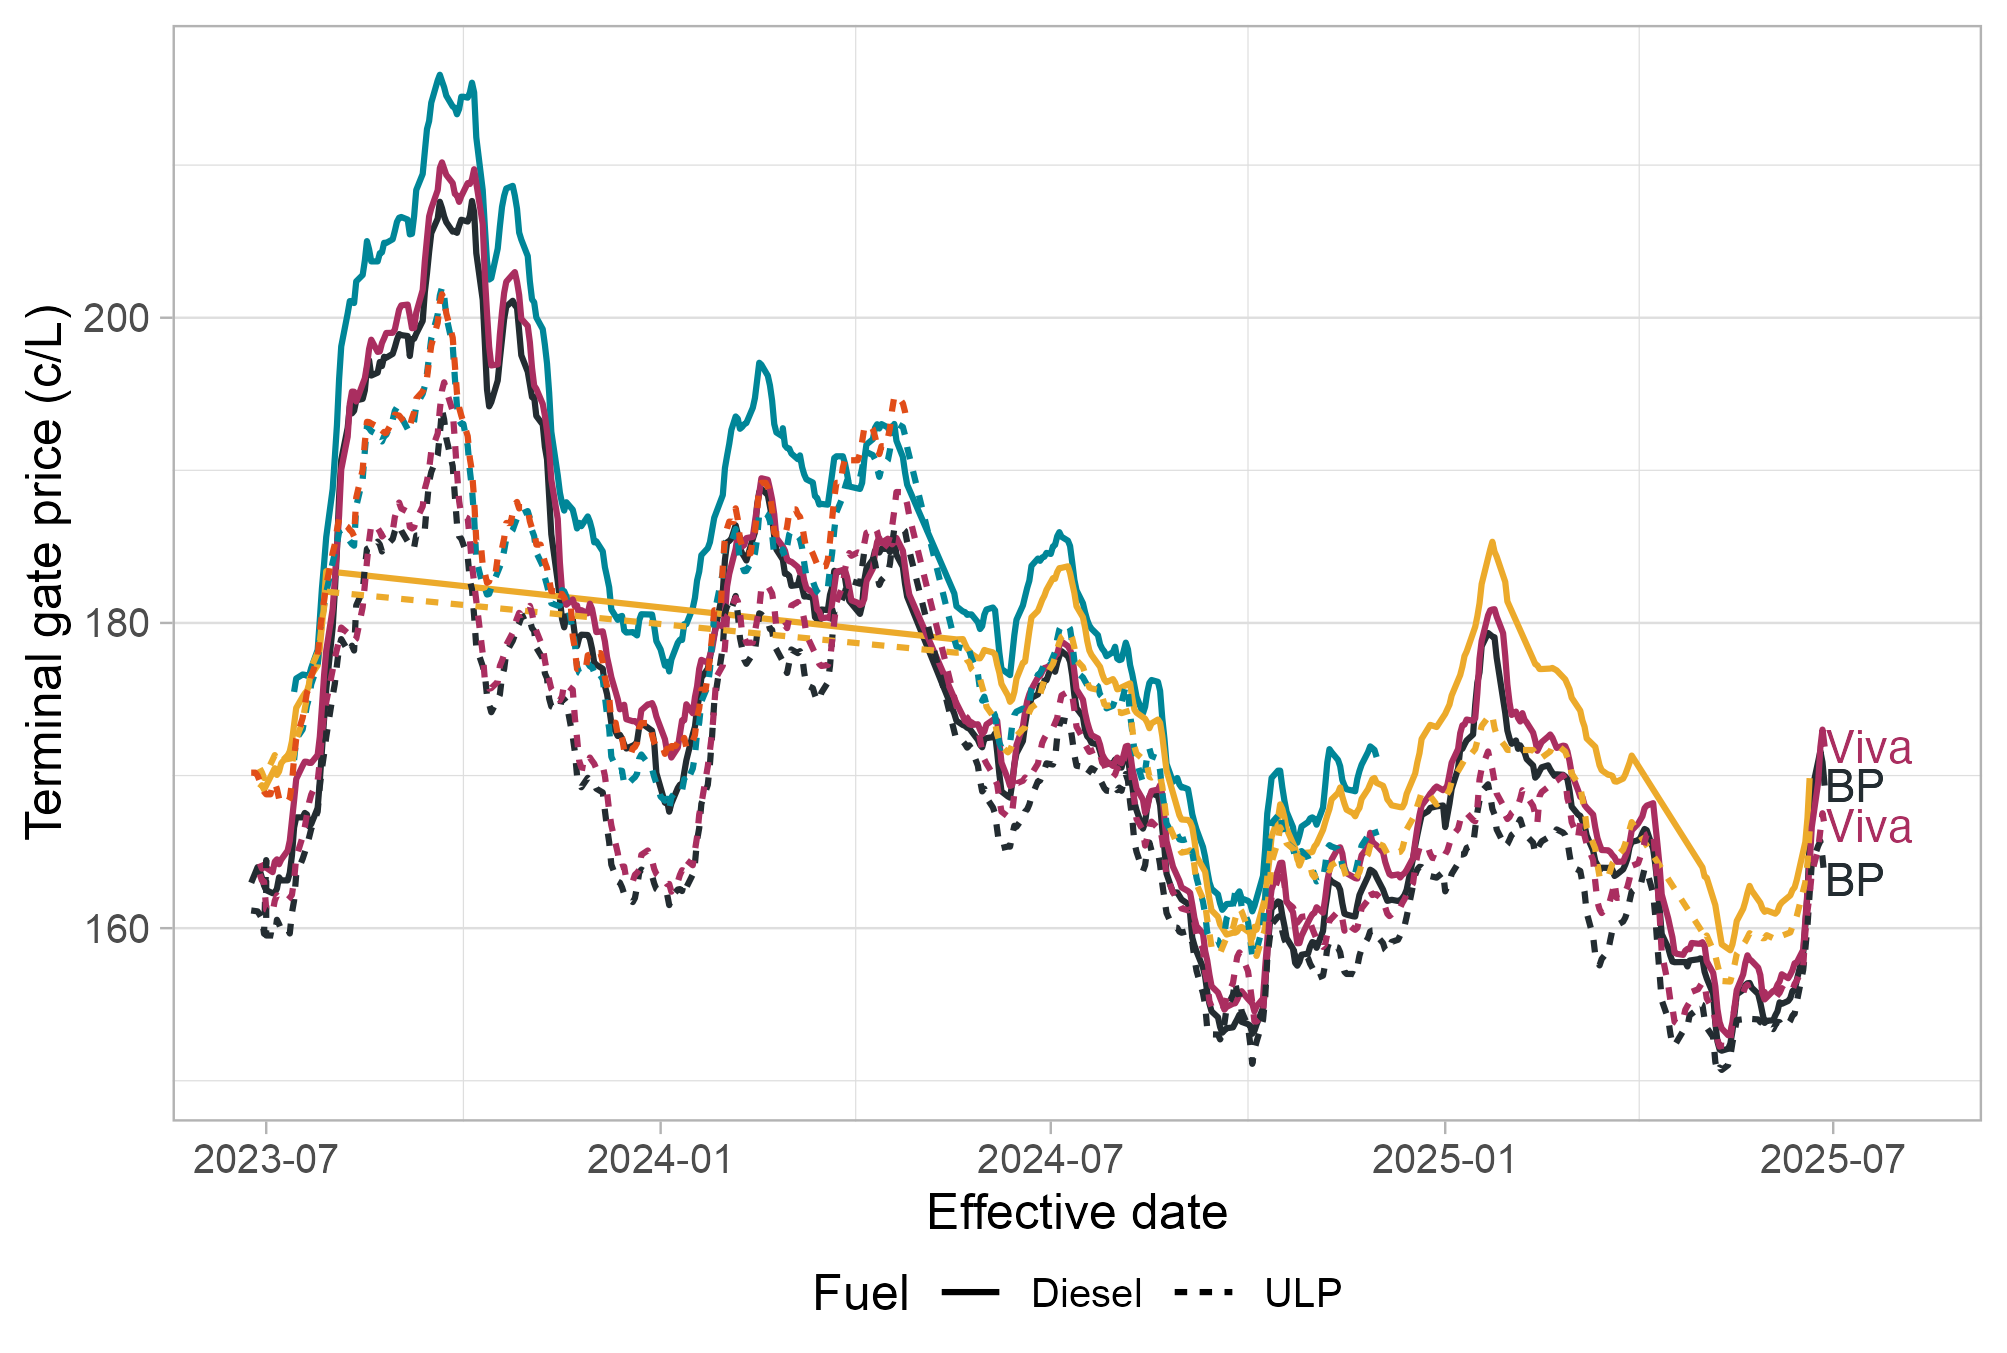 Terminal gate price (c/L)
200
180
160
Viva
BP
Viva
BP
2023-07
2024-01
2024-07
2025-01
2025-07
Effective date
Fuel
Diesel
ULP